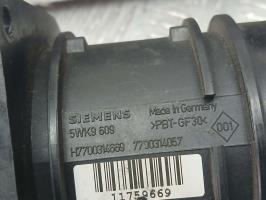 SIEMENS
Made in Germany
5WK9 609
>PBT-GF30<
001
H7700314669 7700314057
11759669